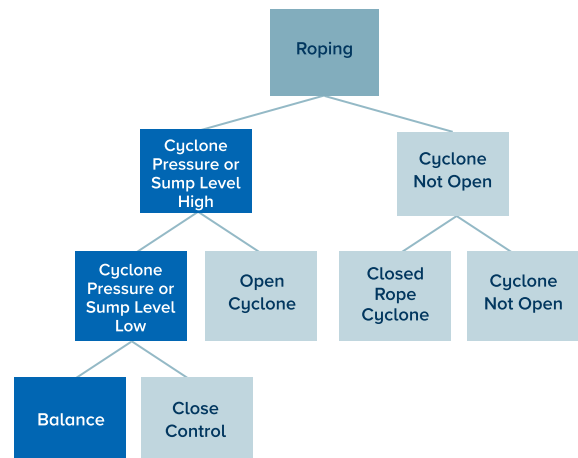 Roping
Cyclone
Pressure or
Sump Level
High
Cyclone
Not Open
Cyclone
Pressure or
Sump Level
Low
Open
Cyclone
Closed
Rope
Cyclone
Cyclone
Not Open
Balance
Close
Control